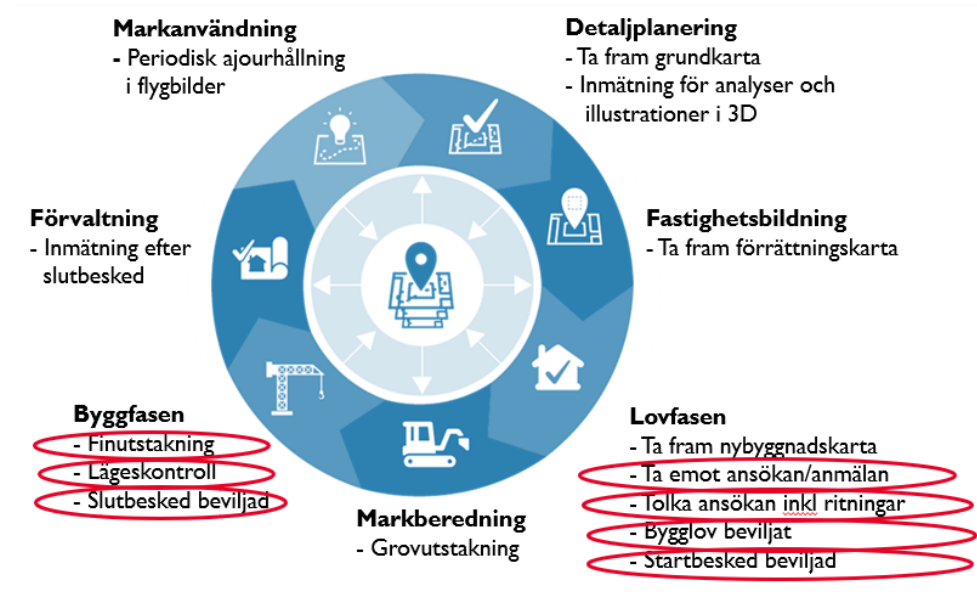 Markanvändning
- Periodisk ajourhållning
i flygbilder
Detaljplanering
- Ta fram grundkarta
- Inmätning för analyser och
illustrationer i 3D
Förvaltning
- Inmätning efter
slutbesked
Fastighetsbildning
- Ta fram förrättningskarta
Byggfasen
- Finutstakning
- Lägeskontroll
- Slutbesked beviljad
Markberedning
- Grovutstakning
Lovfasen
- Ta fram nybyggnadskarta
- Ta emot ansökan/anmälan
- Tolka ansökan inkl ritningar
- Bygglov beviljat
- Startbesked beviljad